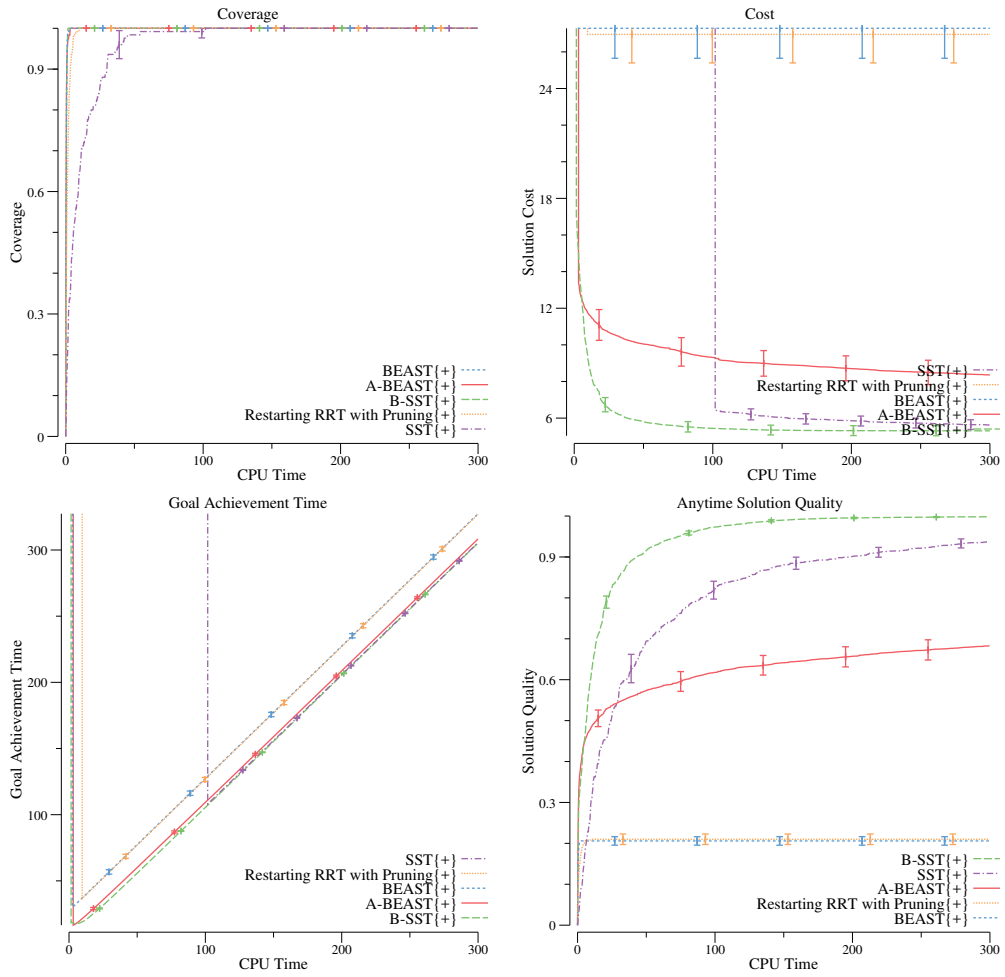 Coverage
Coverage
0.9
0.6
0.3
0
0
100
200
300
CPU Time
BEAST{+}
A-BEAST{+}
B-SST{+}
Restarting RRT with Pruning{+}
SST{+}
Cost
Solution Cost
24
18
12
6
0
100
200
300
CPU Time
SST{+}
Restarting RRT with Pruning{+}
BEAST{+}
A-BEAST{+}
B-SST{+}
Goal Achievement Time
Goal Achievement Time
300
200
100
0
100
200
300
CPU Time
SST{+}
Restarting RRT with Pruning{+}
BEAST{+}
A-BEAST{+}
B-SST{+}
Anytime Solution Quality
Solution Quality
0.9
0.6
0.3
0
0
100
200
300
CPU Time
B-SST{+}
SST{+}
A-BEAST{+}
Restarting RRT with Pruning{+}
BEAST{+}